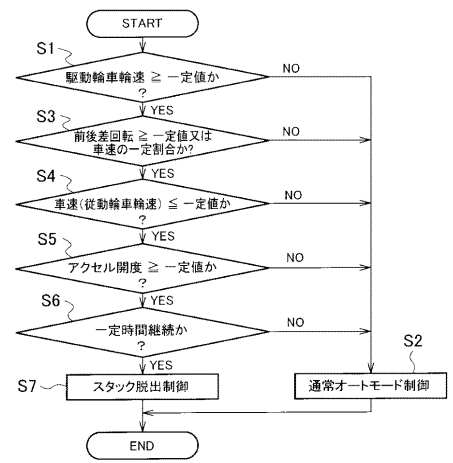 START
S1
駆動輪車輪速 ≧ 一定値か
?
NO
YES
S3
前後差回転 ≧ 一定値又は
車速の一定割合か?
NO
YES
S4
車速(従動輪車輪速) ≦ 一定値か
?
NO
YES
S5
アクセル開度 ≧ 一定値か
?
NO
YES
S6
一定時間継続か
?
NO
YES
S7
スタック脱出制御
S2
通常オートモード制御
END